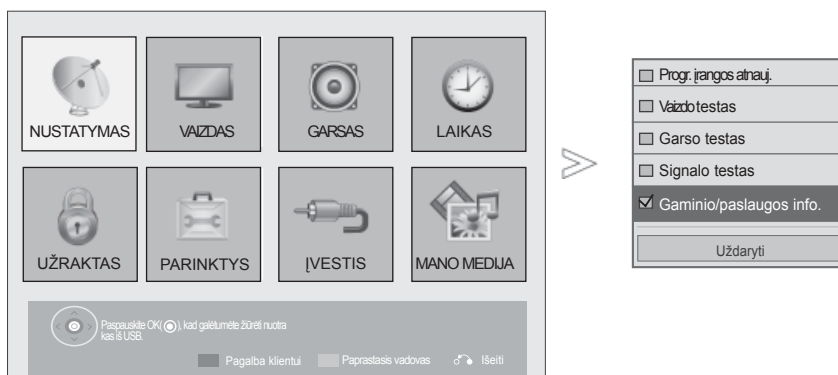 NUSTATYMAS
VAIZDAS
GARSAS
LAIKAS
UŽRAKTAS
PARINKTYS
ĮVESTIS
MANO MEDIJA
Paspauskite OK(◉), kad galėtumėte žiūrėti nuotra
kas iš USB.
Pagalba klientui
Paprastasis vadovas
Išeiti
Progr. įrangos atnauj.
Vaizdo testas
Garso testas
Signalo testas
Gaminio/paslaugos info.
Uždaryti